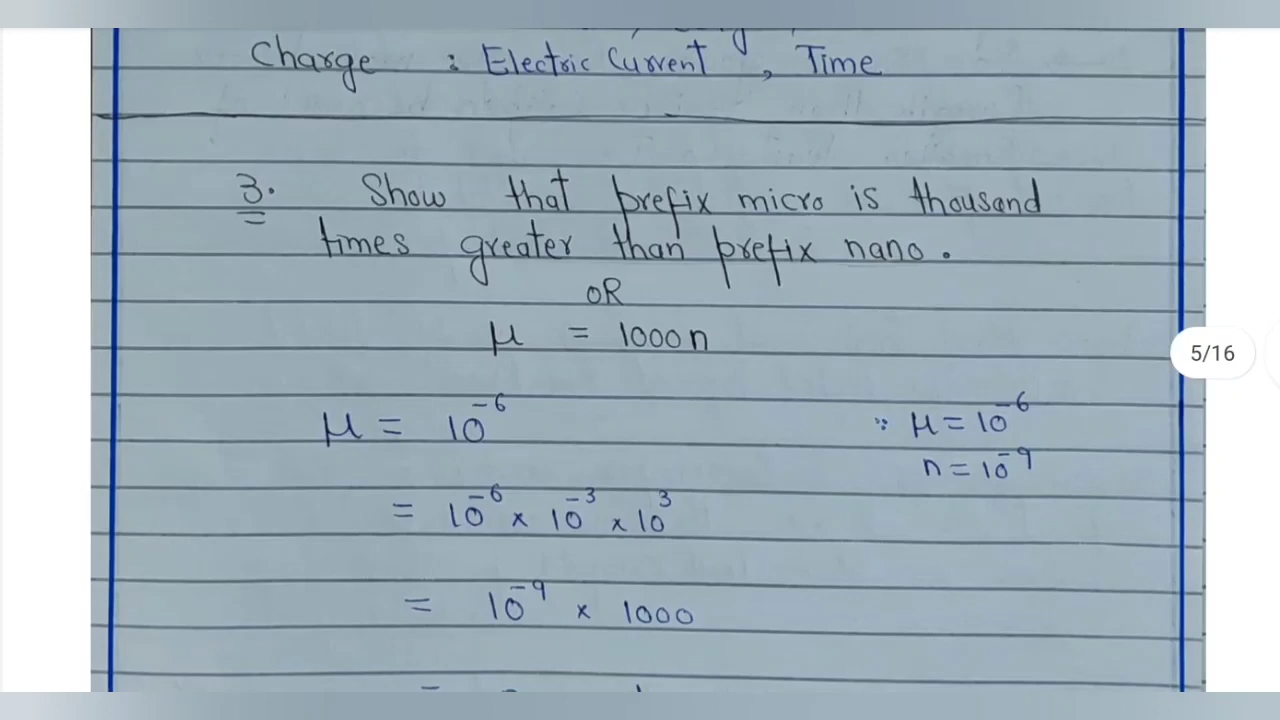 Charge : Electric Current , Time
3. Show that prefix micro is thousand
times greater than prefix nano .
OR
μ = 1000 n
μ = 10⁻⁶ ∵ μ = 10⁻⁶
n = 10⁻⁹
= 10⁻⁶ × 10⁻³ × 10³
5/16
= 10⁻⁹ × 1000